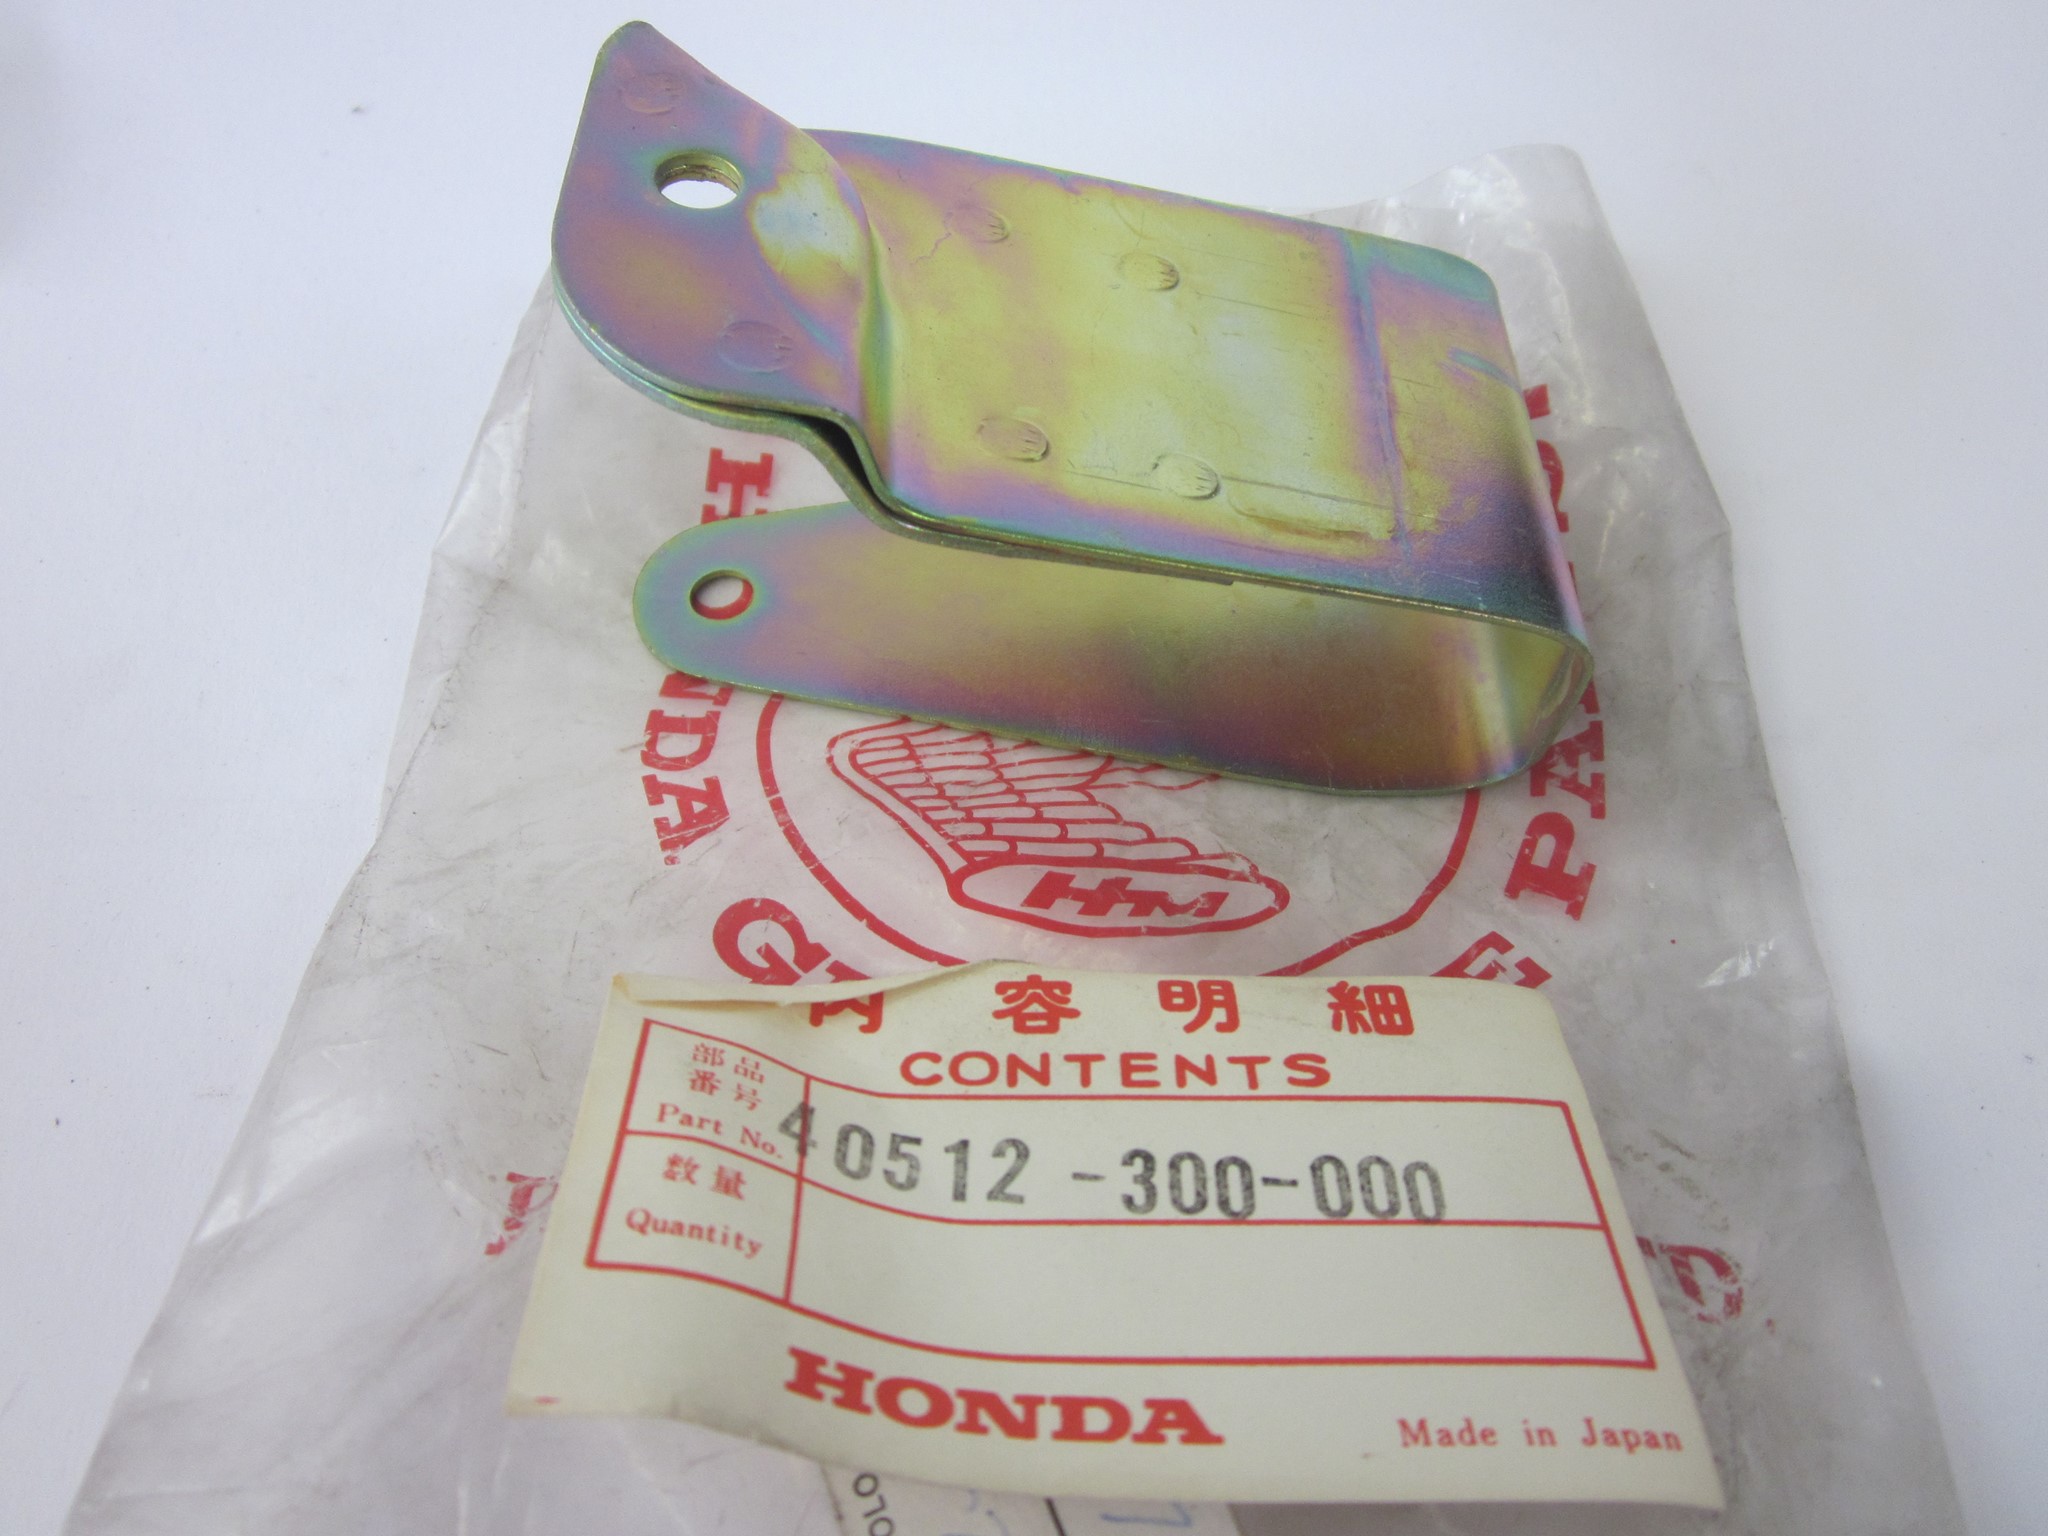 HONDA
HM
内容明細
CONTENTS
部品
番号
Part No.
40512-300-000
数量
Quantity
HONDA
Made in Japan
OLO